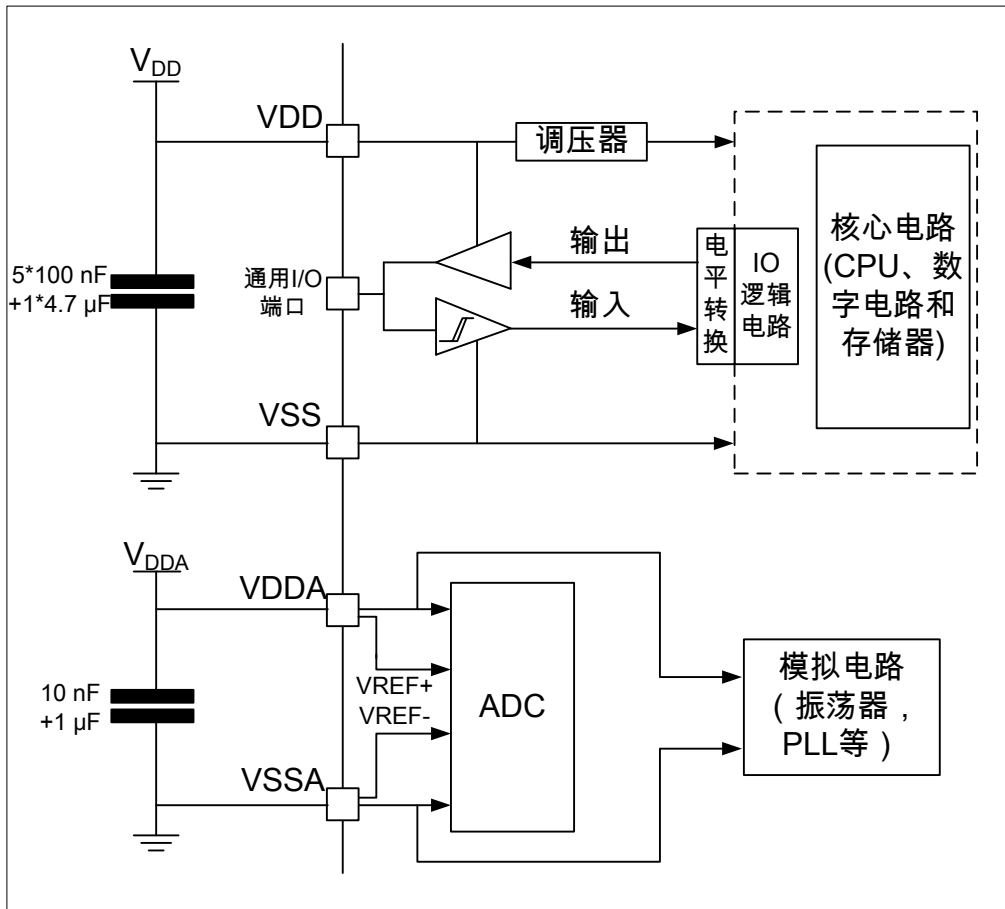 VDD
VDD
调压器
5*100 nF
+1*4.7 µF
通用I/O
端口
输出
输入
电平转换
IO
逻辑
电路
核心电路
(CPU、数
字电路和
存储器)
VSS
VDDA
VDDA
10 nF
+1 µF
VREF+
VREF-
ADC
VSSA
模拟电路
（振荡器，
PLL等）